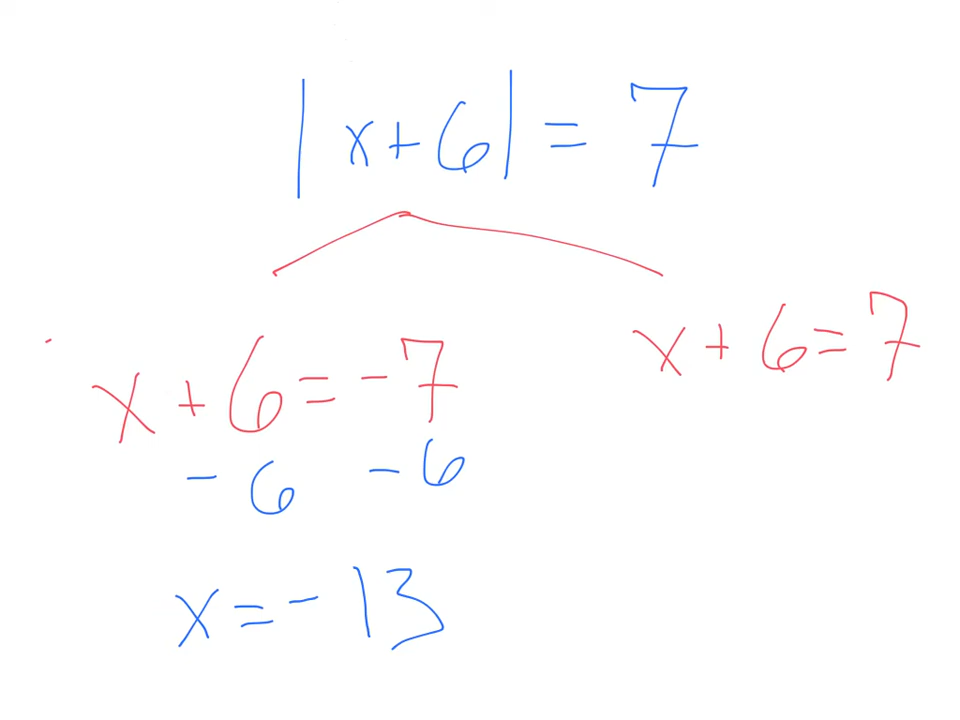 |x+6| = 7
x+6=-7
x+6=7
-6 -6
x=-13